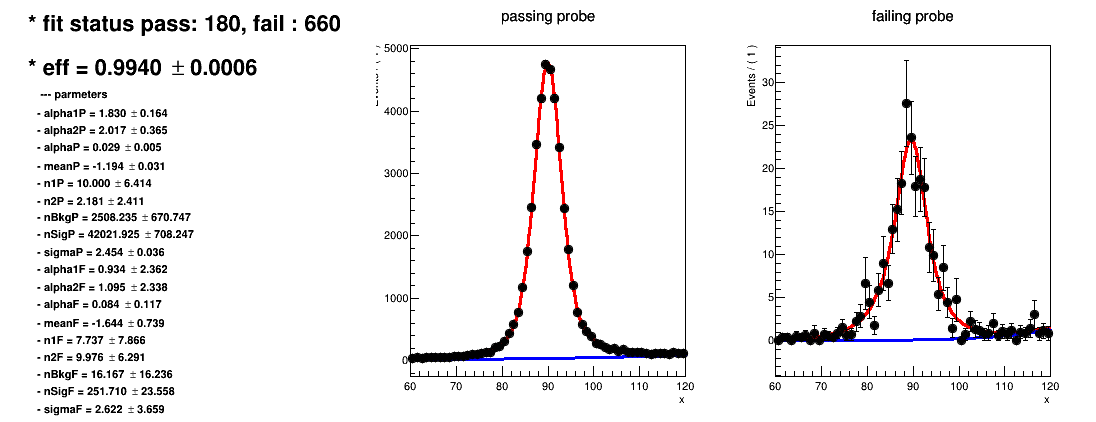 * fit status pass: 180, fail : 660
* eff = 0.9940 ± 0.0006
--- parmeters
- alpha1P = 1.830 ± 0.164
- alpha2P = 2.017 ± 0.365
- alphaP = 0.029 ± 0.005
- meanP = -1.194 ± 0.031
- n1P = 10.000 ± 6.414
- n2P = 2.181 ± 2.411
- nBkgP = 2508.235 ± 670.747
- nSigP = 42021.925 ± 708.247
- sigmaP = 2.454 ± 0.036
- alpha1F = 0.934 ± 2.362
- alpha2F = 1.095 ± 2.338
- alphaF = 0.084 ± 0.117
- meanF = -1.644 ± 0.739
- n1F = 7.737 ± 7.866
- n2F = 9.976 ± 6.291
- nBkgF = 16.167 ± 16.236
- nSigF = 251.710 ± 23.558
- sigmaF = 2.622 ± 3.659
passing probe
5000
4000
3000
2000
1000
0
60 70 80 90 100 110 120
x
failing probe
Events / ( 1 )
30
25
20
15
10
5
0
60 70 80 90 100 110 120
x